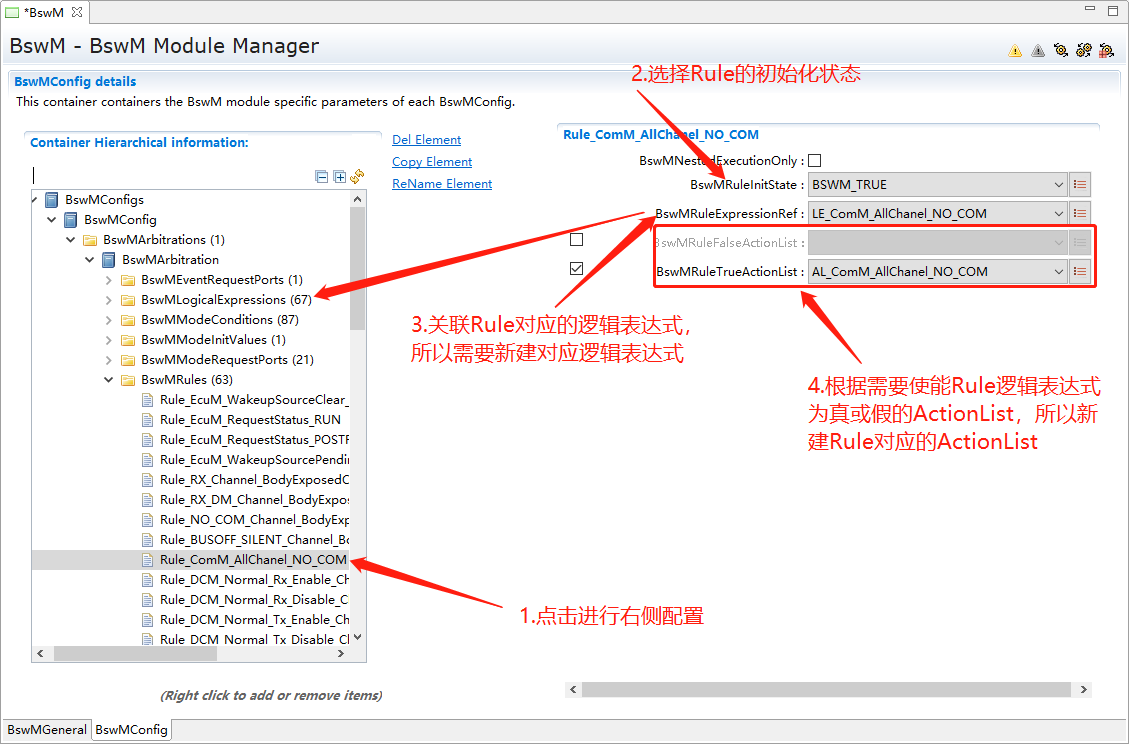 *BswM
BswM - BswM Module Manager
BswMConfig details
This container containers the BswM module specific parameters of each BswMConfig.
2.选择Rule的初始化状态
Container Hierarchical information:
Del Element
Copy Element
ReName Element
BswMConfigs
BswMConfig
BswMArbitrations (1)
BswMArbitration
BswMEventRequestPorts (1)
BswMLogicalExpressions (67)
BswMModeConditions (87)
BswMModeInitValues (1)
BswMModeRequestPorts (21)
BswMRules (63)
Rule_EcuM_WakeupSourceClear_
Rule_EcuM_RequestStatus_RUN
Rule_EcuM_RequestStatus_POSTR
Rule_EcuM_WakeupSourcePendin
Rule_RX_Channel_BodyExposedC
Rule_RX_DM_Channel_BodyExpos
Rule_NO_COM_Channel_BodyExp
Rule_BUSOFF_SILENT_Channel_Bo
Rule_ComM_AllChanel_NO_COM
Rule_DCM_Normal_Rx_Enable_Ch
Rule_DCM_Normal_Rx_Disable_C
Rule_DCM_Normal_Tx_Enable_Ch
Rule_DCM_Normal_Tx_Disable_Cl
(Right click to add or remove items)
Rule_ComM_AllChanel_NO_COM
BswMNestedExecutionOnly :
BswMRuleInitState : BSWM_TRUE
BswMRuleExpressionRef : LE_ComM_AllChanel_NO_COM
BswMRuleFalseActionList :
BswMRuleTrueActionList : AL_ComM_AllChanel_NO_COM
3.关联Rule对应的逻辑表达式，
所以需要新建对应逻辑表达式
4.根据需要使能Rule逻辑表达式
为真或假的ActionList，所以新
建Rule对应的ActionList
1.点击进行右侧配置
BswMGeneral
BswMConfig